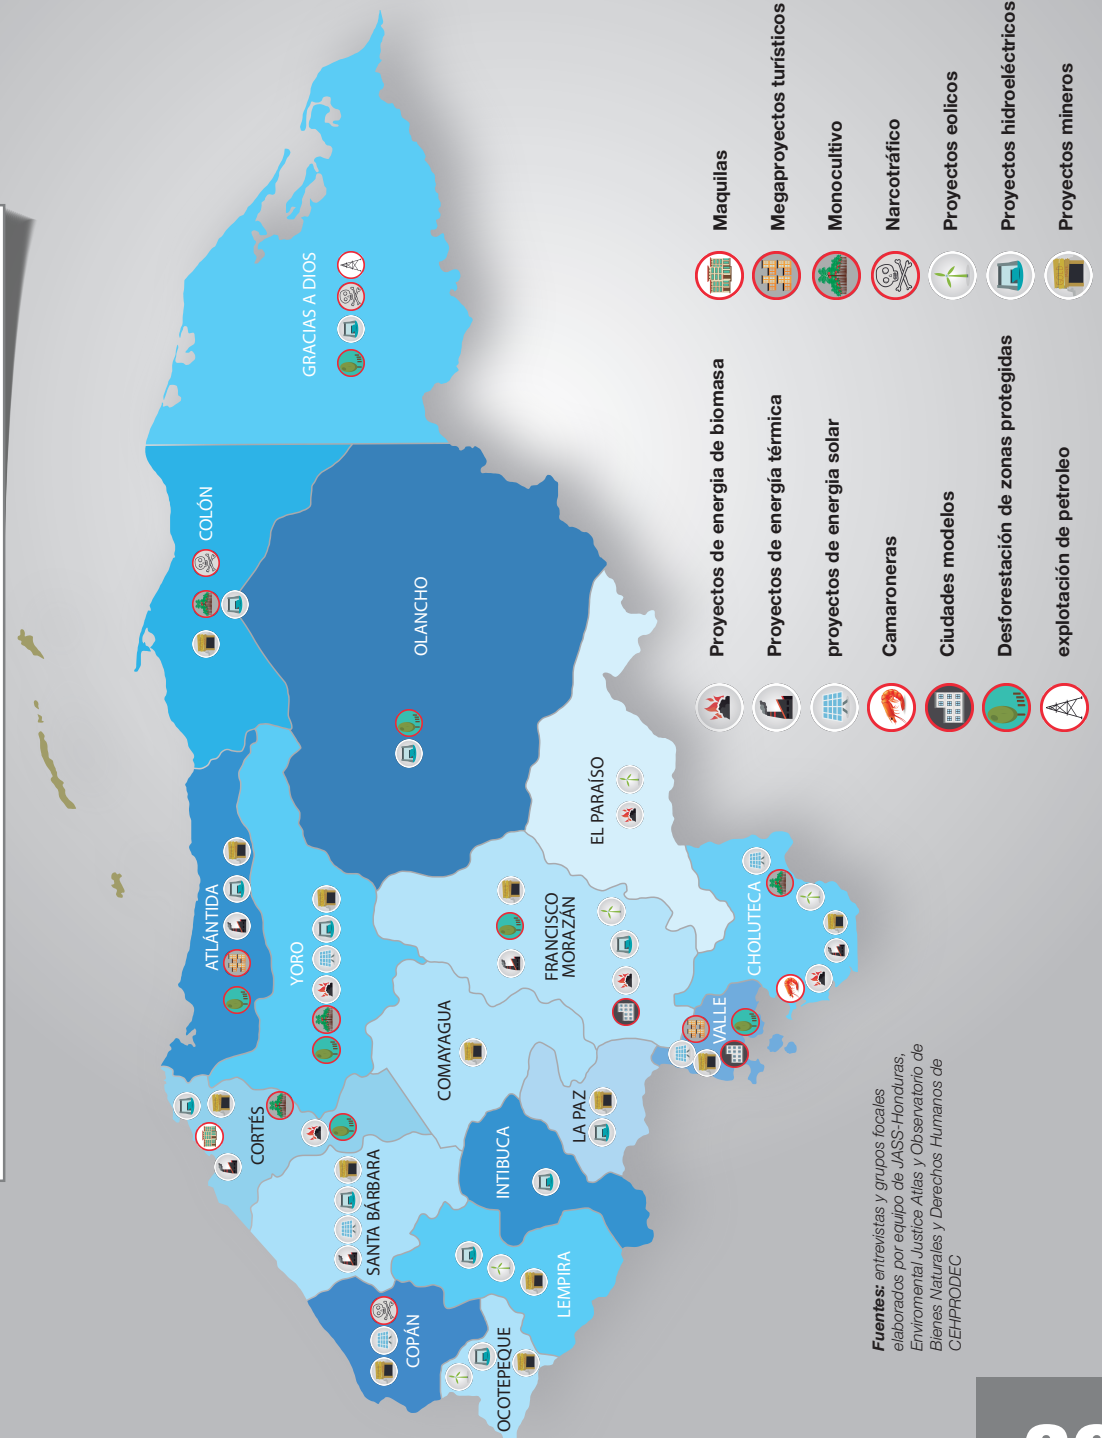 GRACIAS A DIOS
COLÓN
OLANCHO
ATLÁNTIDA
YORO
EL PARAÍSO
FRANCISCO
MORAZÁN
CHOLUTECA
VALLE
COMAYAGUA
CORTÉS
LA PAZ
INTIBUCA
SANTA BÁRBARA
LEMPIRA
COPÁN
OCOTEPEQUE
Proyectos de energia de biomasa
Proyectos de energía térmica
proyectos de energia solar
Camaroneras
Ciudades modelos
Desforestación de zonas protegidas
explotación de petroleo
Maquilas
Megaproyectos turísticos
Monocultivo
Narcotráfico
Proyectos eolicos
Proyectos hidroeléctricos
Proyectos mineros
Fuentes: entrevistas y grupos focales
elaborados por equipo de JASS-Honduras,
Enviromental Justice Atlas y Observatorio de
Bienes Naturales y Derechos Humanos de
CEHPRODEC